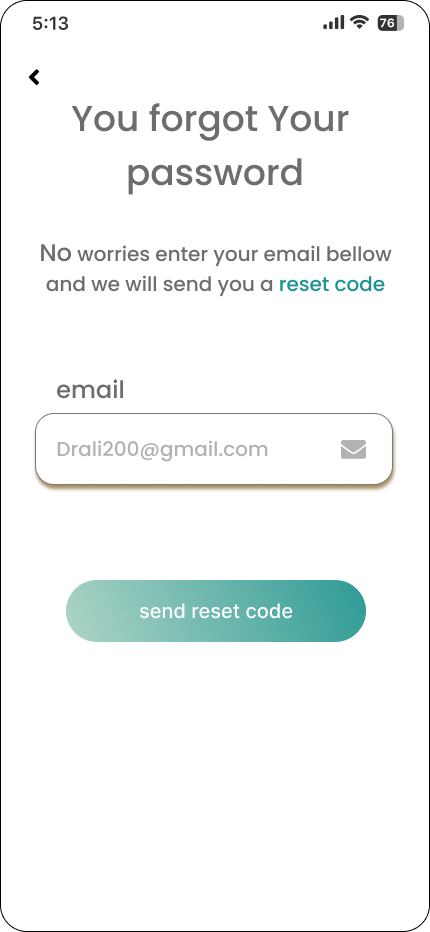 5:13
76
You forgot Your
password
No worries enter your email bellow
and we will send you a reset code
email
Drali200@gmail.com
send reset code